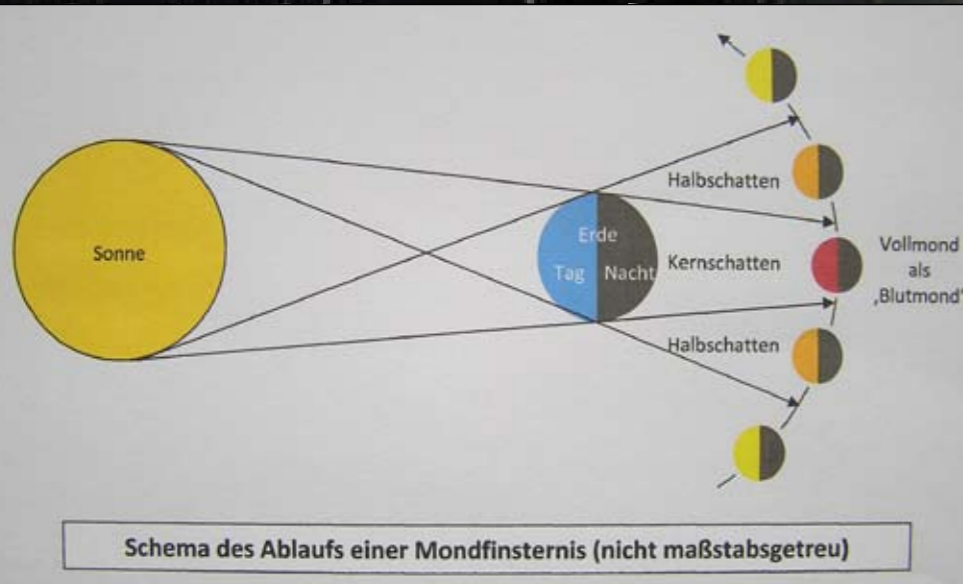 Sonne
Erde
Tag
Nacht
Halbschatten
Kernschatten
Halbschatten
Vollmond
als
‚Blutmond‘
Schema des Ablaufs einer Mondfinsternis (nicht maßstabsgetreu)